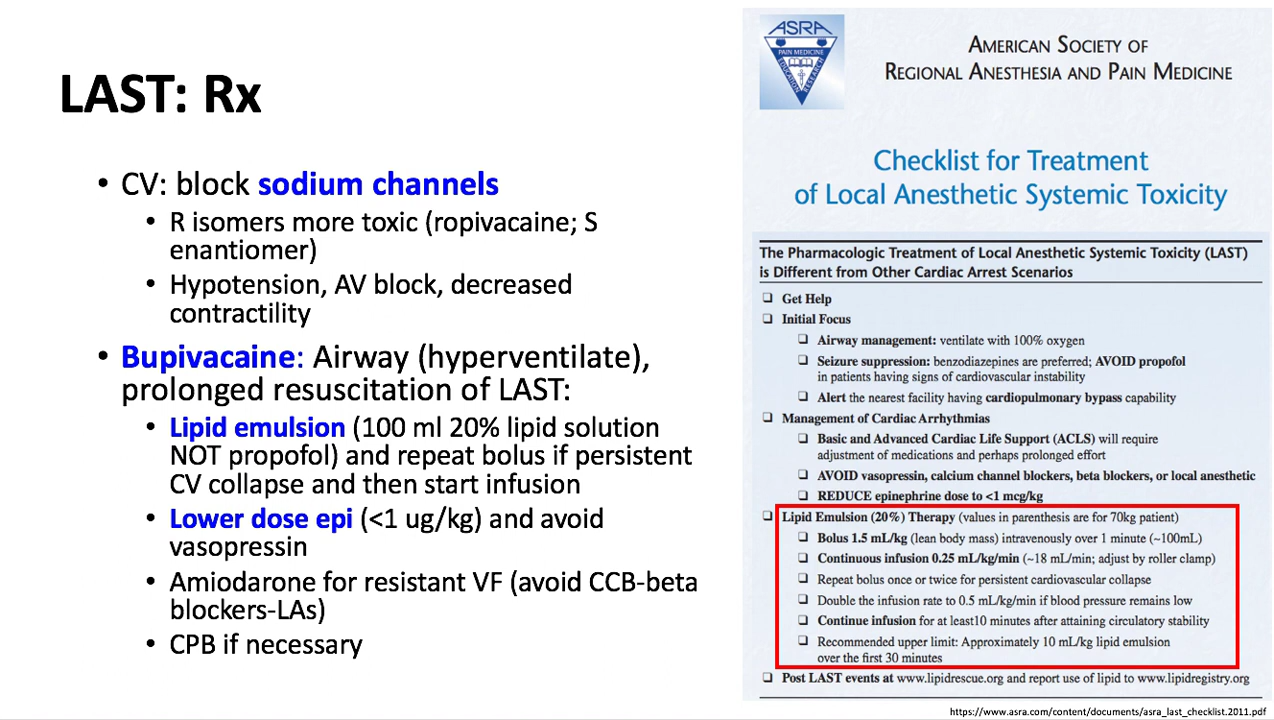 LAST: Rx
• CV: block sodium channels
• R isomers more toxic (ropivacaine; S
enantiomer)
• Hypotension, AV block, decreased
contractility
• Bupivacaine: Airway (hyperventilate),
prolonged resuscitation of LAST:
• Lipid emulsion (100 ml 20% lipid solution
NOT propofol) and repeat bolus if persistent
CV collapse and then start infusion
• Lower dose epi (<1 ug/kg) and avoid
vasopressin
• Amiodarone for resistant VF (avoid CCB-beta
blockers-LAs)
• CPB if necessary
ASRA
PAIN MEDICINE
EDUCATION
RESEARCH
AMERICAN SOCIETY OF
REGIONAL ANESTHESIA AND PAIN MEDICINE
Checklist for Treatment
of Local Anesthetic Systemic Toxicity
The Pharmacologic Treatment of Local Anesthetic Systemic Toxicity (LAST)
is Different from Other Cardiac Arrest Scenarios
❑ Get Help
❑ Initial Focus
❑ Airway management: ventilate with 100% oxygen
❑ Seizure suppression: benzodiazepines are preferred; AVOID propofol
in patients having signs of cardiovascular instability
❑ Alert the nearest facility having cardiopulmonary bypass capability
❑ Management of Cardiac Arrhythmias
❑ Basic and Advanced Cardiac Life Support (ACLS) will require
adjustment of medications and perhaps prolonged effort
❑ AVOID vasopressin, calcium channel blockers, beta blockers, or local anesthetic
❑ REDUCE epinephrine dose to <1 mcg/kg
❑ Lipid Emulsion (20%) Therapy (values in parenthesis are for 70kg patient)
❑ Bolus 1.5 mL/kg (lean body mass) intravenously over 1 minute (~100mL)
❑ Continuous infusion 0.25 mL/kg/min (~18 mL/min; adjust by roller clamp)
❑ Repeat bolus once or twice for persistent cardiovascular collapse
❑ Double the infusion rate to 0.5 mL/kg/min if blood pressure remains low
❑ Continue infusion for at least10 minutes after attaining circulatory stability
❑ Recommended upper limit: Approximately 10 mL/kg lipid emulsion
over the first 30 minutes
❑ Post LAST events at www.lipidrescue.org and report use of lipid to www.lipidregistry.org
https://www.asra.com/content/documents/asra_last_checklist.2011.pdf